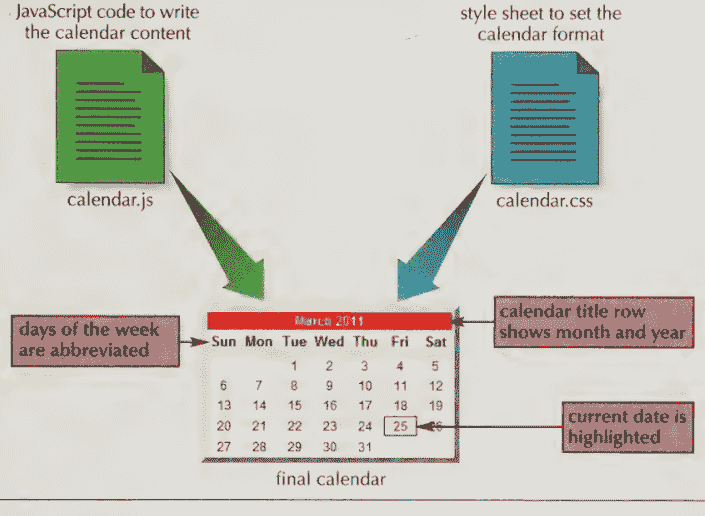 JavaScript code to write
the calendar content
style sheet to set the
calendar format
calendar.js
calendar.css
March 2011
calendar title row
shows month and year
days of the week
are abbreviated
Sun Mon Tue Wed Thu Fri Sat
1 2 3 4 5
6 7 8 9 10 11 12
13 14 15 16 17 18 19
20 21 22 23 24 25 26
27 28 29 30 31
current date is
highlighted
final calendar